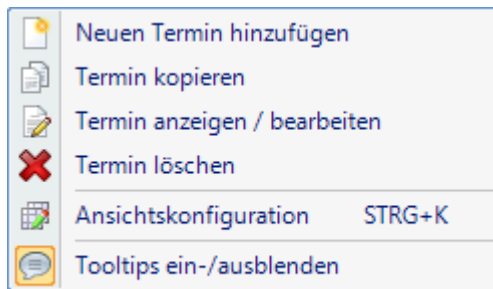 Neuen Termin hinzufügen
Termin kopieren
Termin anzeigen / bearbeiten
Termin löschen
Ansichtskonfiguration STRG+K
Tooltips ein-/ausblenden